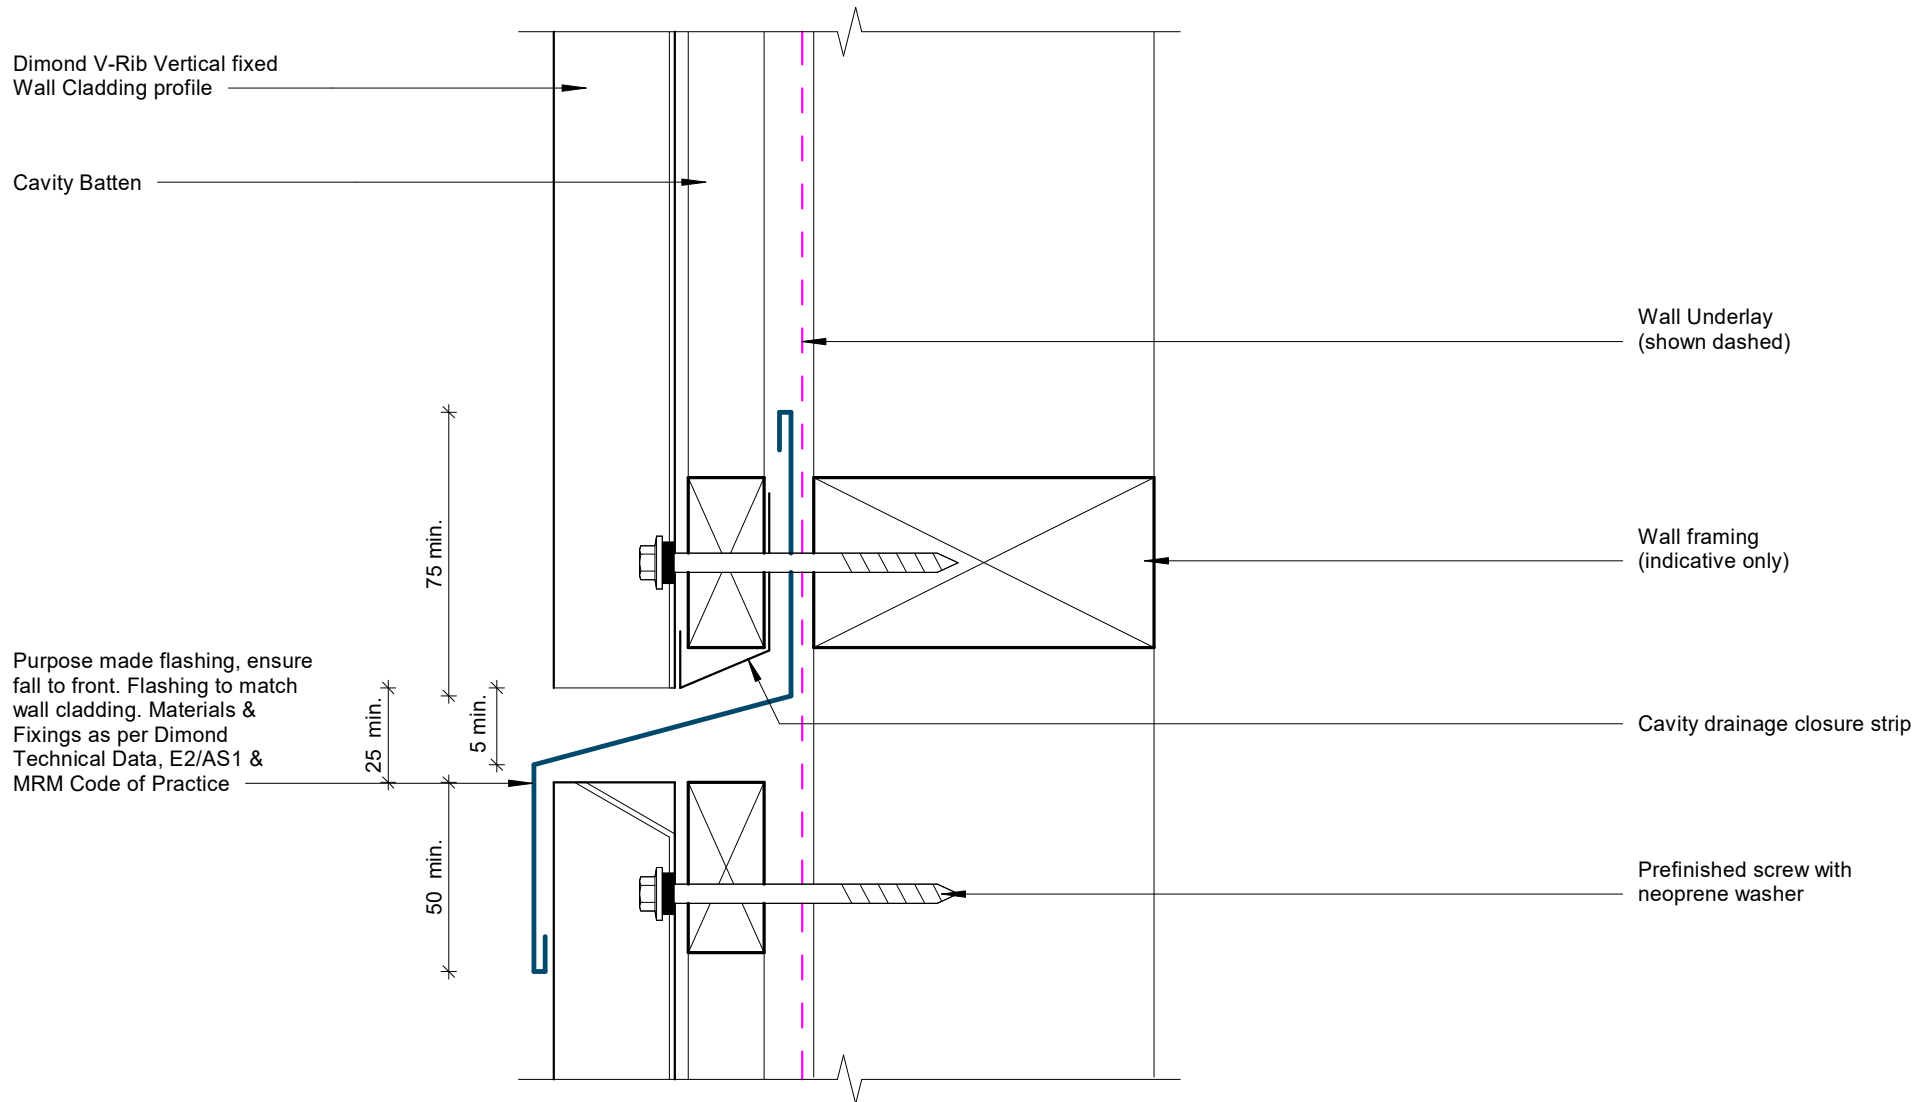 Dimond V-Rib Vertical fixed
Wall Cladding profile
Cavity Batten
Wall Underlay
(shown dashed)
75 min.
Wall framing
(indicative only)
Purpose made flashing, ensure
fall to front. Flashing to match
wall cladding. Materials &
Fixings as per Dimond
Technical Data, E2/AS1 &
MRM Code of Practice
25 min.
5 min.
Cavity drainage closure strip
50 min.
Prefinished screw with
neoprene washer